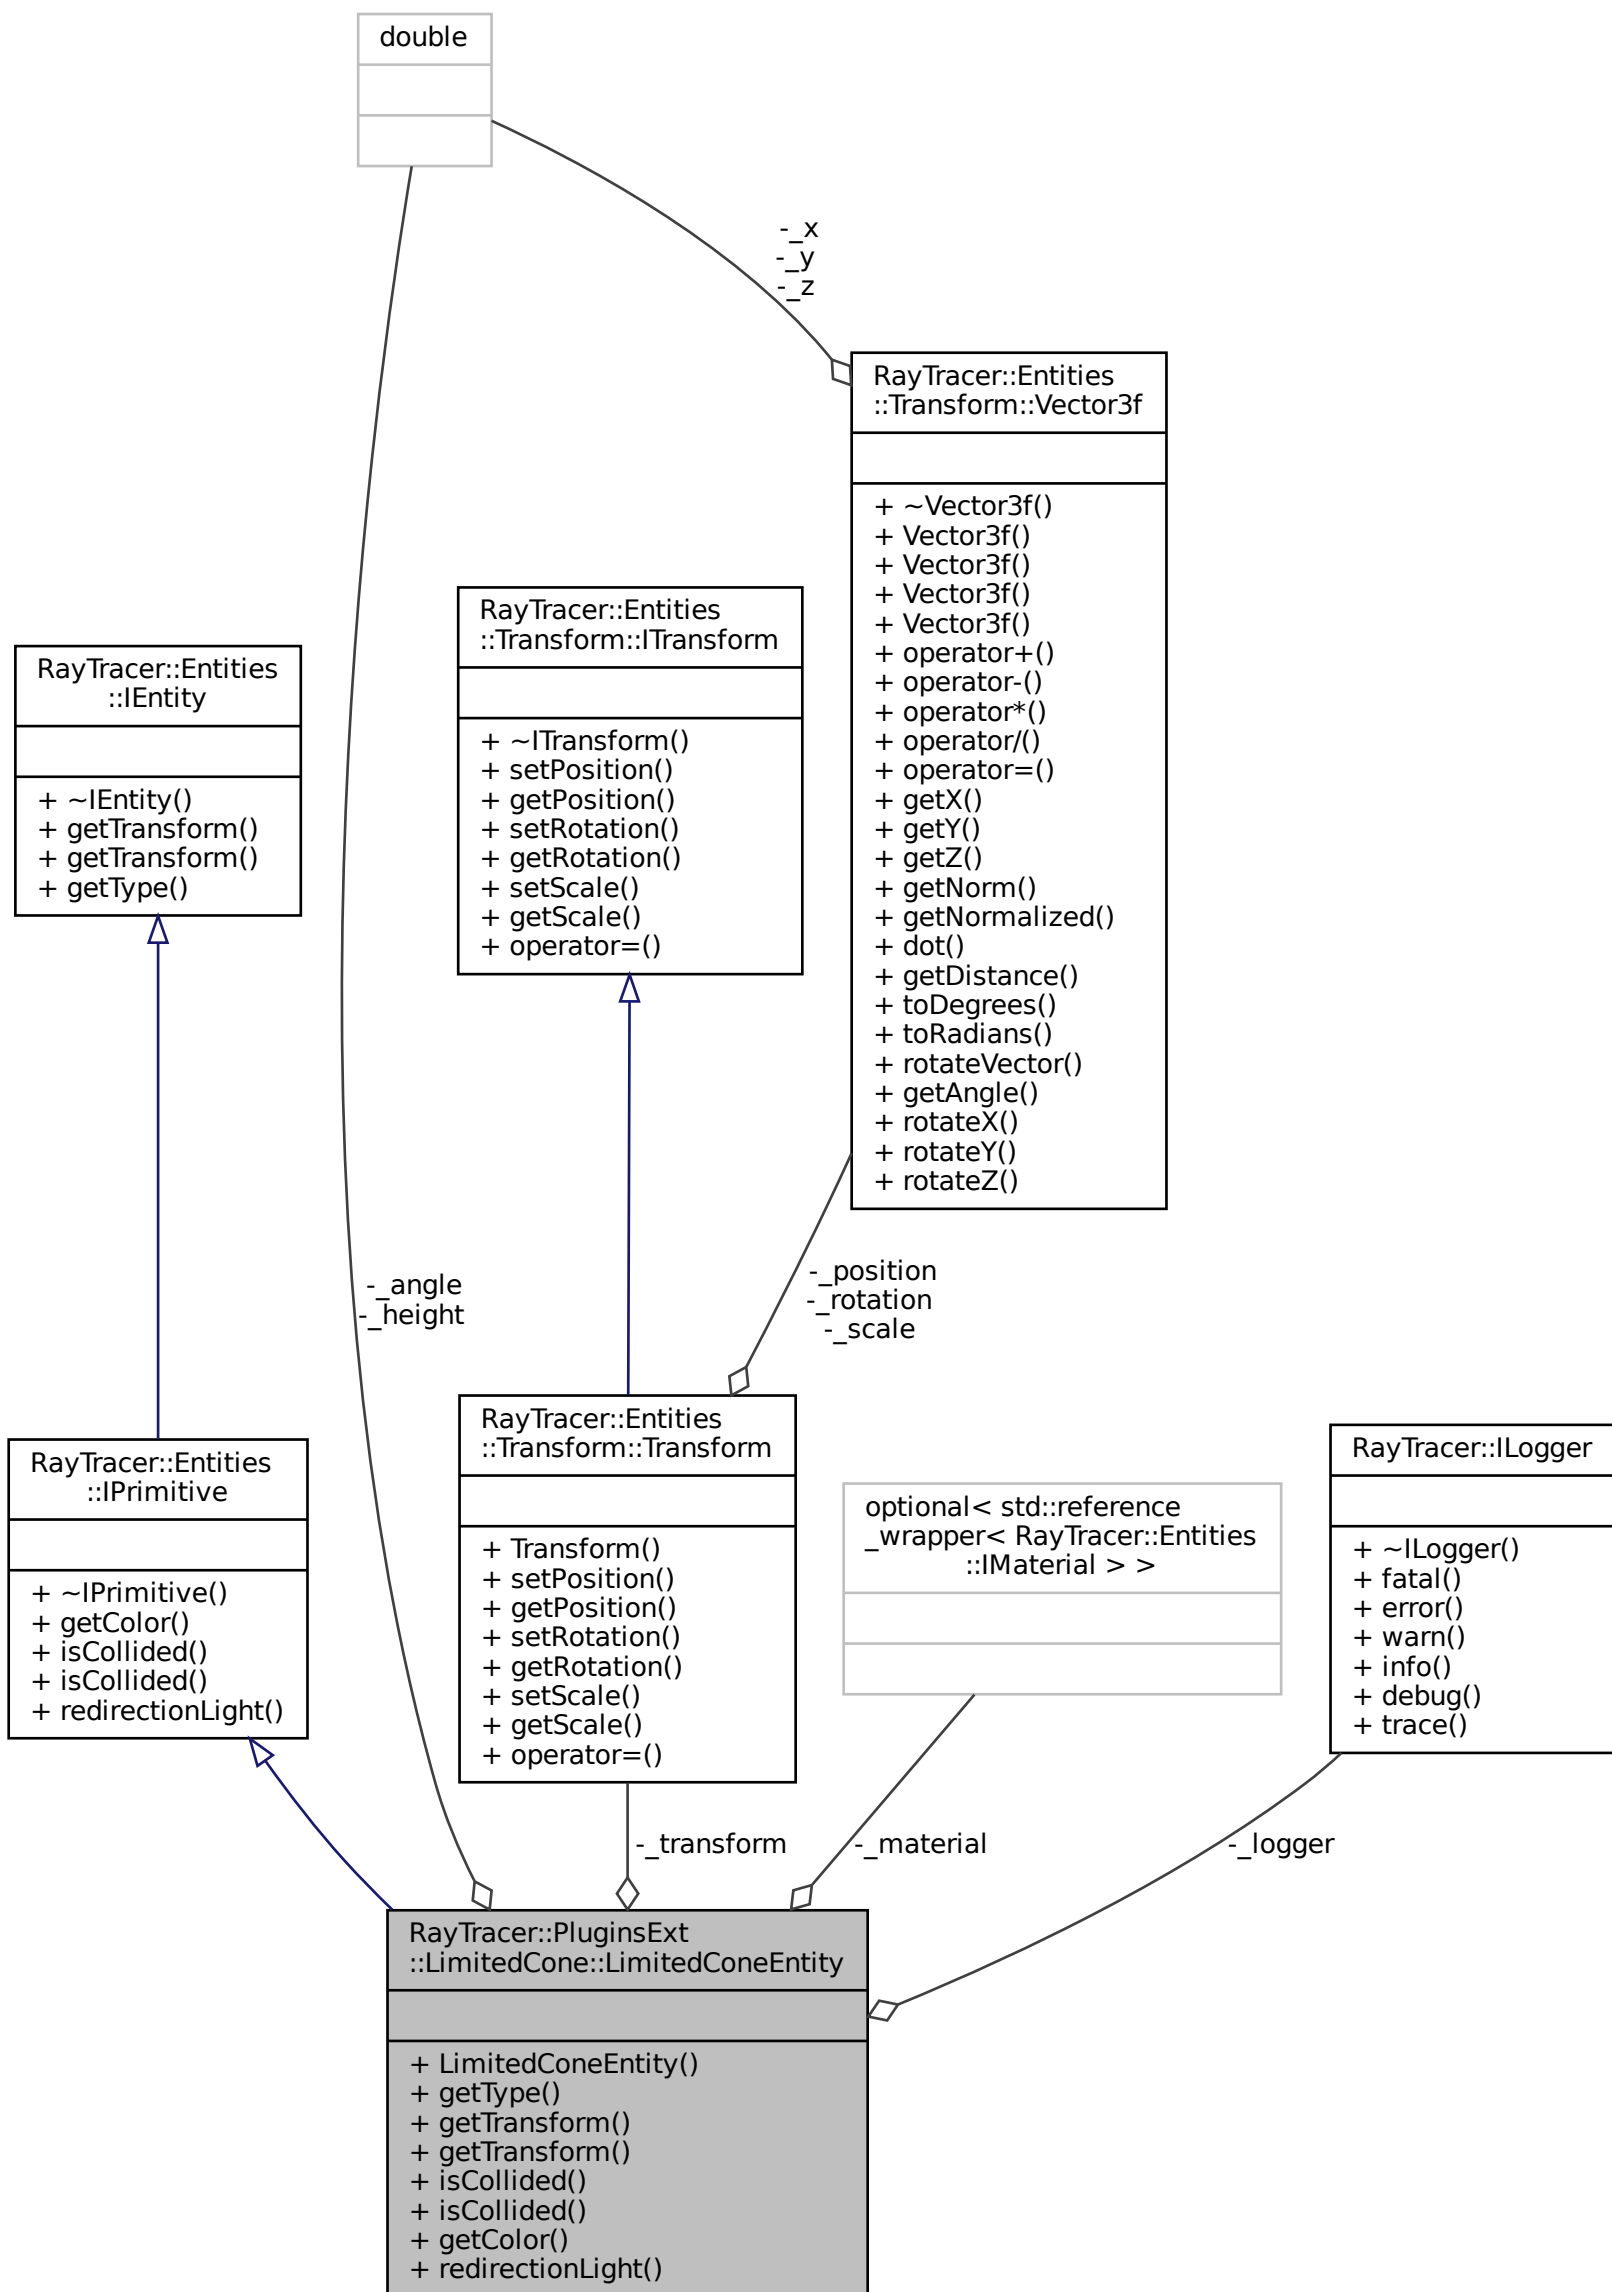 double
-_x
-_y
-_z
RayTracer::Entities
::Transform::Vector3f
+ ~Vector3f()
+ Vector3f()
+ Vector3f()
+ Vector3f()
+ Vector3f()
+ operator+()
+ operator-()
+ operator*()
+ operator/()
+ operator=()
+ getX()
+ getY()
+ getZ()
+ getNorm()
+ getNormalized()
+ dot()
+ getDistance()
+ toDegrees()
+ toRadians()
+ rotateVector()
+ getAngle()
+ rotateX()
+ rotateY()
+ rotateZ()
RayTracer::Entities
::Transform::ITransform
+ ~ITransform()
+ setPosition()
+ getPosition()
+ setRotation()
+ getRotation()
+ setScale()
+ getScale()
+ operator=()
RayTracer::Entities
::IEntity
+ ~IEntity()
+ getTransform()
+ getTransform()
+ getType()
-_angle
-_height
-_position
-_rotation
-_scale
RayTracer::Entities
::IPrimitive
+ ~IPrimitive()
+ getColor()
+ isCollided()
+ isCollided()
+ redirectionLight()
RayTracer::Entities
::Transform::Transform
+ Transform()
+ setPosition()
+ getPosition()
+ setRotation()
+ getRotation()
+ setScale()
+ getScale()
+ operator=()
optional< std::reference
_wrapper< RayTracer::Entities
::IMaterial > >
RayTracer::ILogger
+ ~ILogger()
+ fatal()
+ error()
+ warn()
+ info()
+ debug()
+ trace()
-_transform
-_material
-_logger
RayTracer::PluginsExt
::LimitedCone::LimitedConeEntity
+ LimitedConeEntity()
+ getType()
+ getTransform()
+ getTransform()
+ isCollided()
+ isCollided()
+ getColor()
+ redirectionLight()